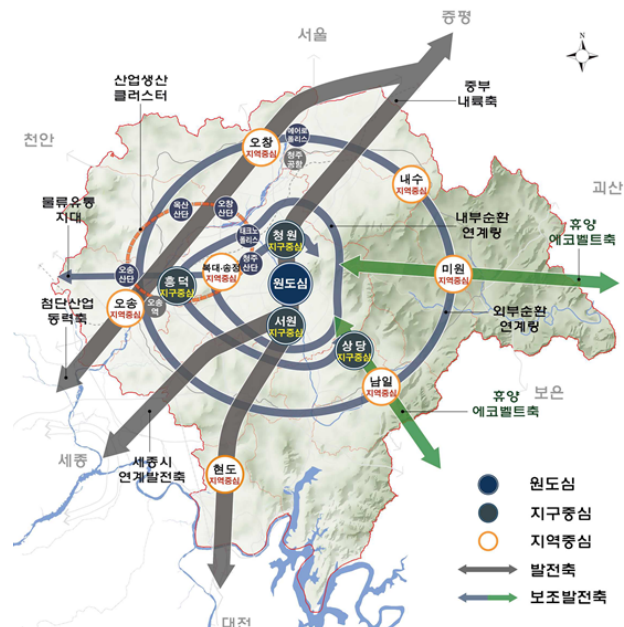 증평
서울
N
산업생산
클러스터
중부
내륙축
오창
지역중심
에어로
폴리스
청주
공항
천안
내수
지역중심
괴산
물류유통
지대
옥산
산단
오창
산단
테크노
폴리스
청원
지구중심
내부순환
연계링
휴양
에코벨트축
오송
산단
흥덕
지구중심
복대·송정
지역중심
청주
산단
원도심
미원
지역중심
첨단산업
동력축
오송
지역중심
오송
역
서원
지구중심
외부순환
연계링
상당
지구중심
남일
지역중심
보은
휴양
에코벨트축
세종
세종시
연계발전축
현도
지역중심
대전
원도심
지구중심
지역중심
발전축
보조발전축